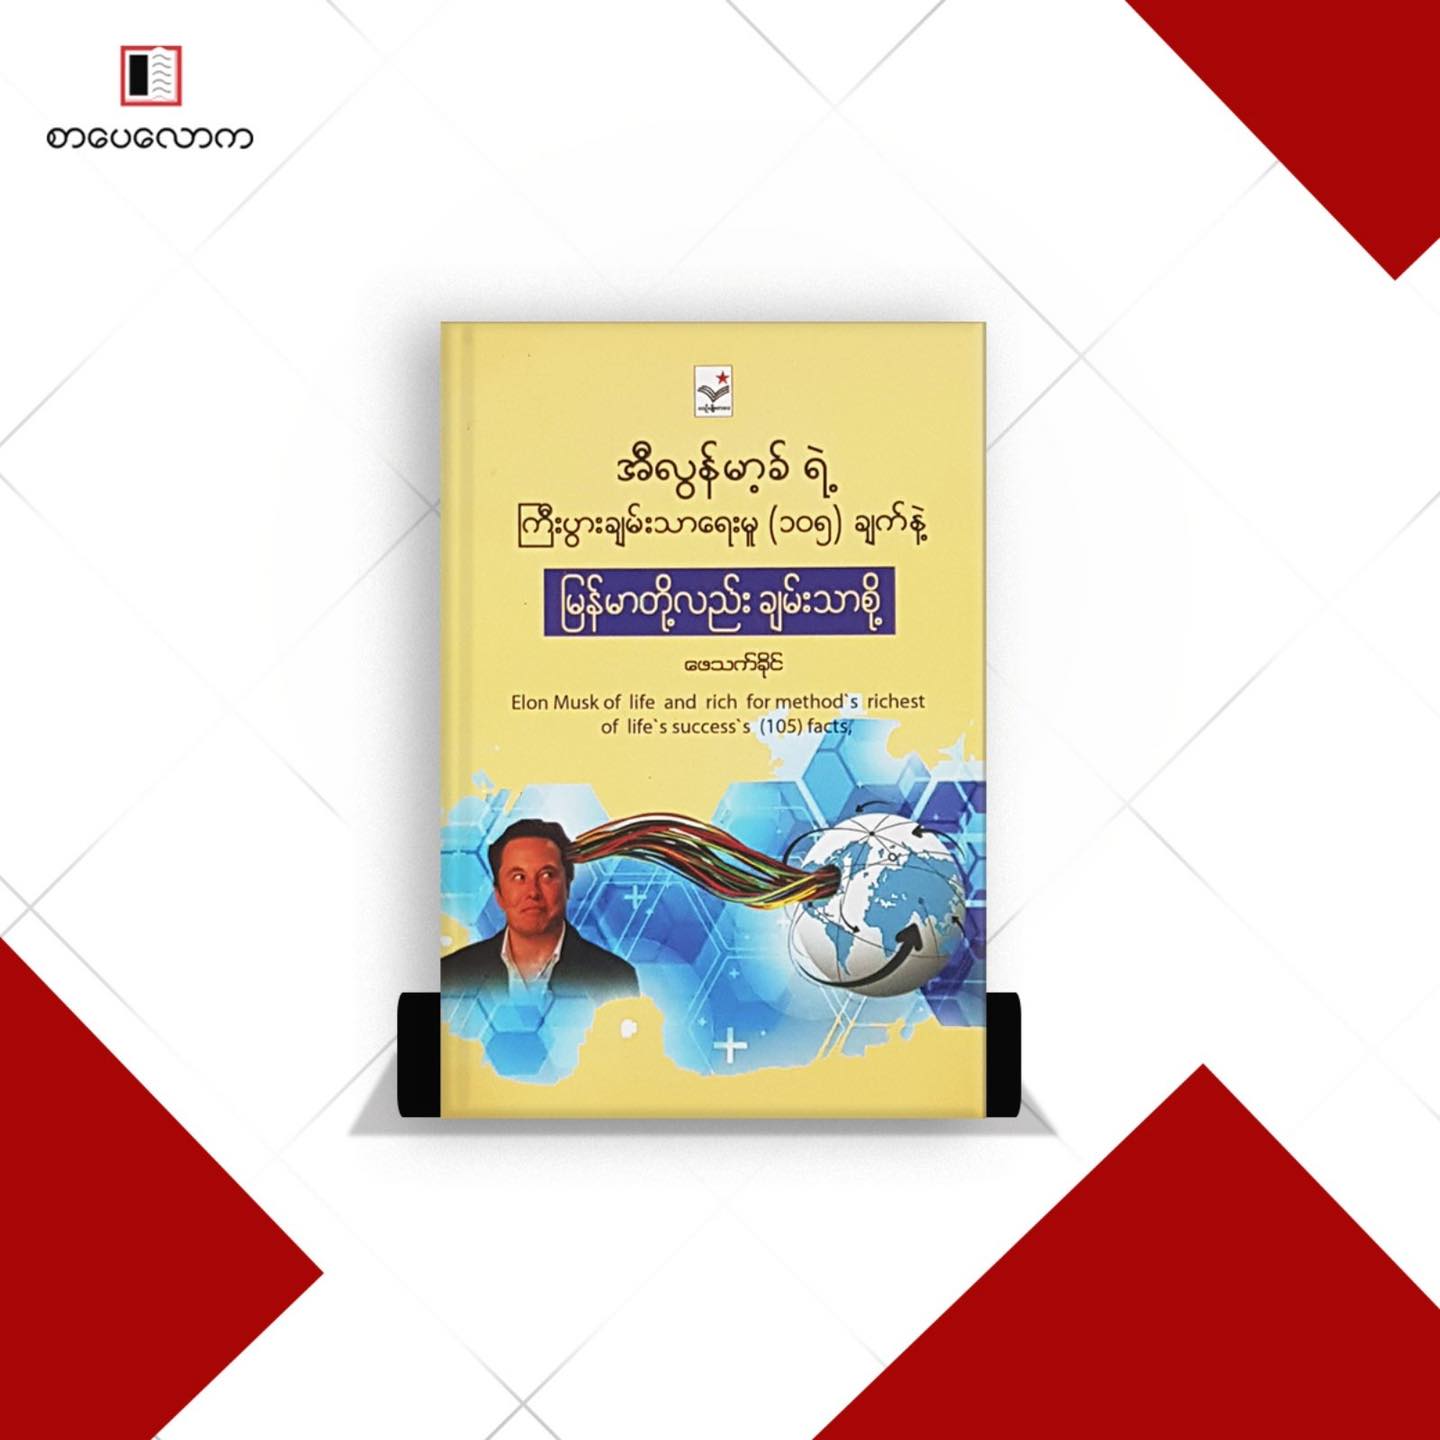 စာပေလောက
အီလွန်မာ့ခ် ရဲ့
ကြီးပွားချမ်းသာရေးမူ (၁၀၅) ချက်နဲ့
မြန်မာတို့လည်း ချမ်းသာစို့
ဖေသက်ခိုင်
Elon Musk of life and rich for method`s richest
of life`s success`s (105) facts,